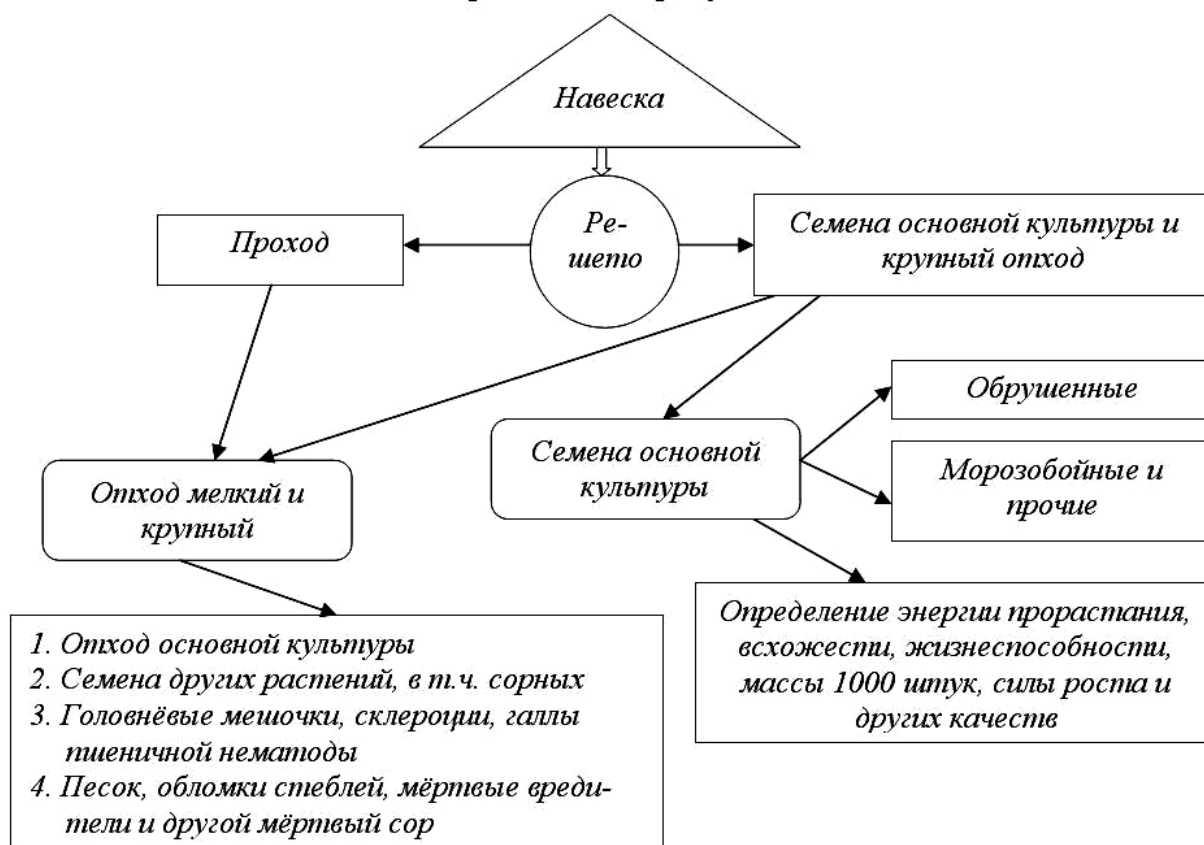 Навеска
Ре-
шето
Проход
Семена основной культуры и
крупный отход
Обрушенные
Морозобойные и
прочие
Семена основной
культуры
Отход мелкий и
крупный
Определение энергии прорастания,
всхожести, жизнеспособности,
массы 1000 штук, силы роста и
других качеств
1. Отход основной культуры
2. Семена других растений, в т.ч. сорных
3. Головнёвые мешочки, склероции, галлы
пшеничной нематоды
4. Песок, обломки стеблей, мёртвые вреди-
тели и другой мёртвый сор